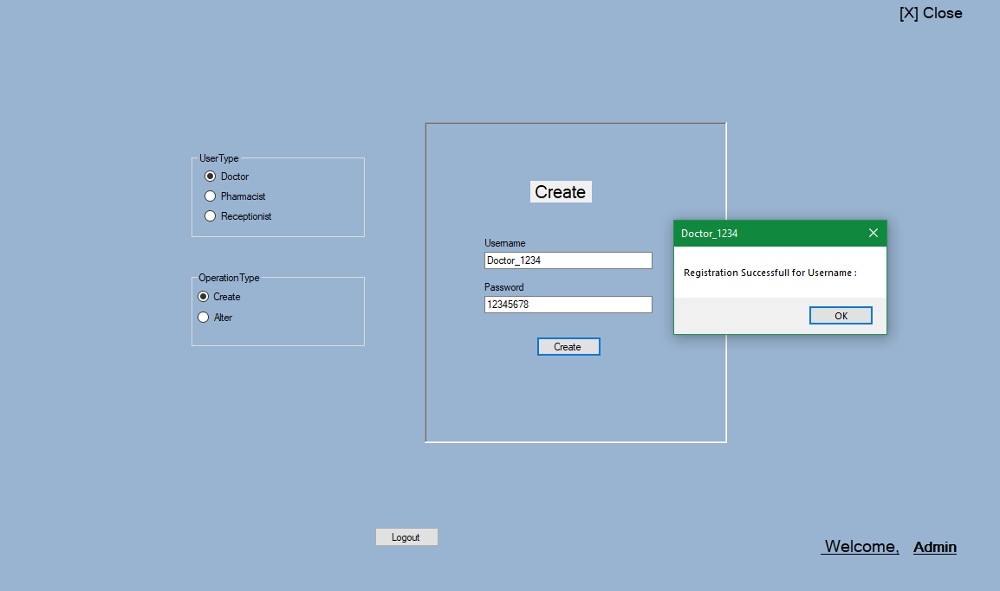 [X] Close
UserType
Doctor
Pharmacist
Receptionist
OperationType
Create
Alter
Create
Username
Doctor_1234
Password
12345678
Create
Doctor_1234
Registration Successfull for Username :
OK
Logout
Welcome, Admin